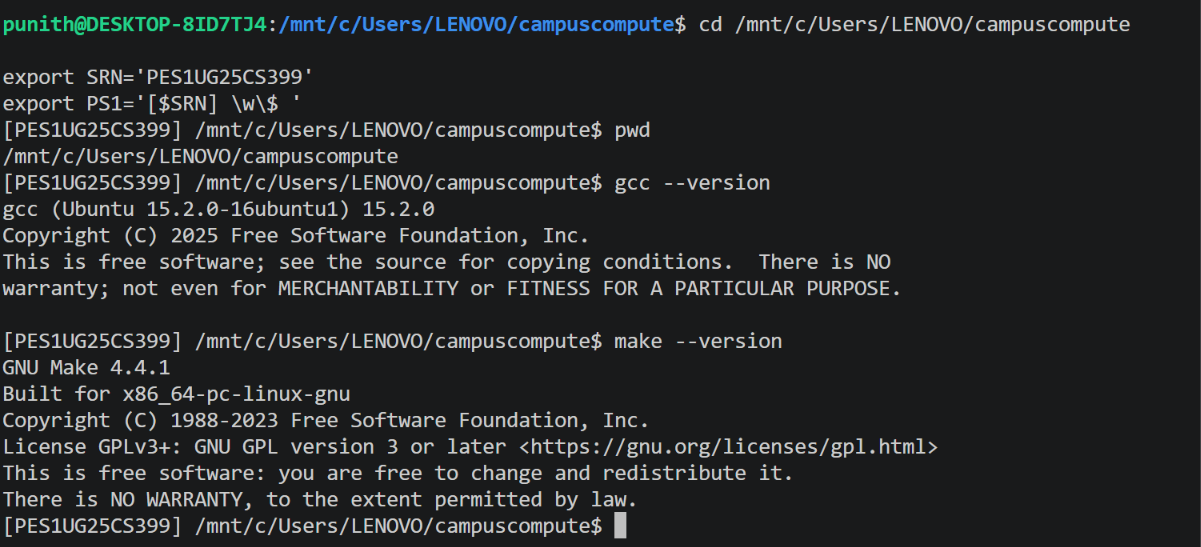 punith@DESKTOP-8ID7TJ4:/mnt/c/Users/LENOVO/campuscompute$ cd /mnt/c/Users/LENOVO/campuscompute
export SRN='PES1UG25CS399'
export PS1='[$SRN] \w\$ '
[PES1UG25CS399] /mnt/c/Users/LENOVO/campuscompute$ pwd
/mnt/c/Users/LENOVO/campuscompute
[PES1UG25CS399] /mnt/c/Users/LENOVO/campuscompute$ gcc --version
gcc (Ubuntu 15.2.0-16ubuntu1) 15.2.0
Copyright (C) 2025 Free Software Foundation, Inc.
This is free software; see the source for copying conditions.  There is NO
warranty; not even for MERCHANTABILITY or FITNESS FOR A PARTICULAR PURPOSE.
[PES1UG25CS399] /mnt/c/Users/LENOVO/campuscompute$ make --version
GNU Make 4.4.1
Built for x86_64-pc-linux-gnu
Copyright (C) 1988-2023 Free Software Foundation, Inc.
License GPLv3+: GNU GPL version 3 or later <https://gnu.org/licenses/gpl.html>
This is free software: you are free to change and redistribute it.
There is NO WARRANTY, to the extent permitted by law.
[PES1UG25CS399] /mnt/c/Users/LENOVO/campuscompute$